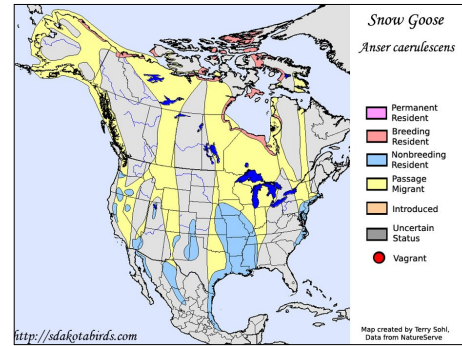 Snow Goose
Anser caerulescens
Permanent
Resident
Breeding
Resident
Nonbreeding
Resident
Passage
Migrant
Introduced
Uncertain
Status
Vagrant
Map created by Terry Sohl,
Data from NatureServe
http://sdakotabirds.com